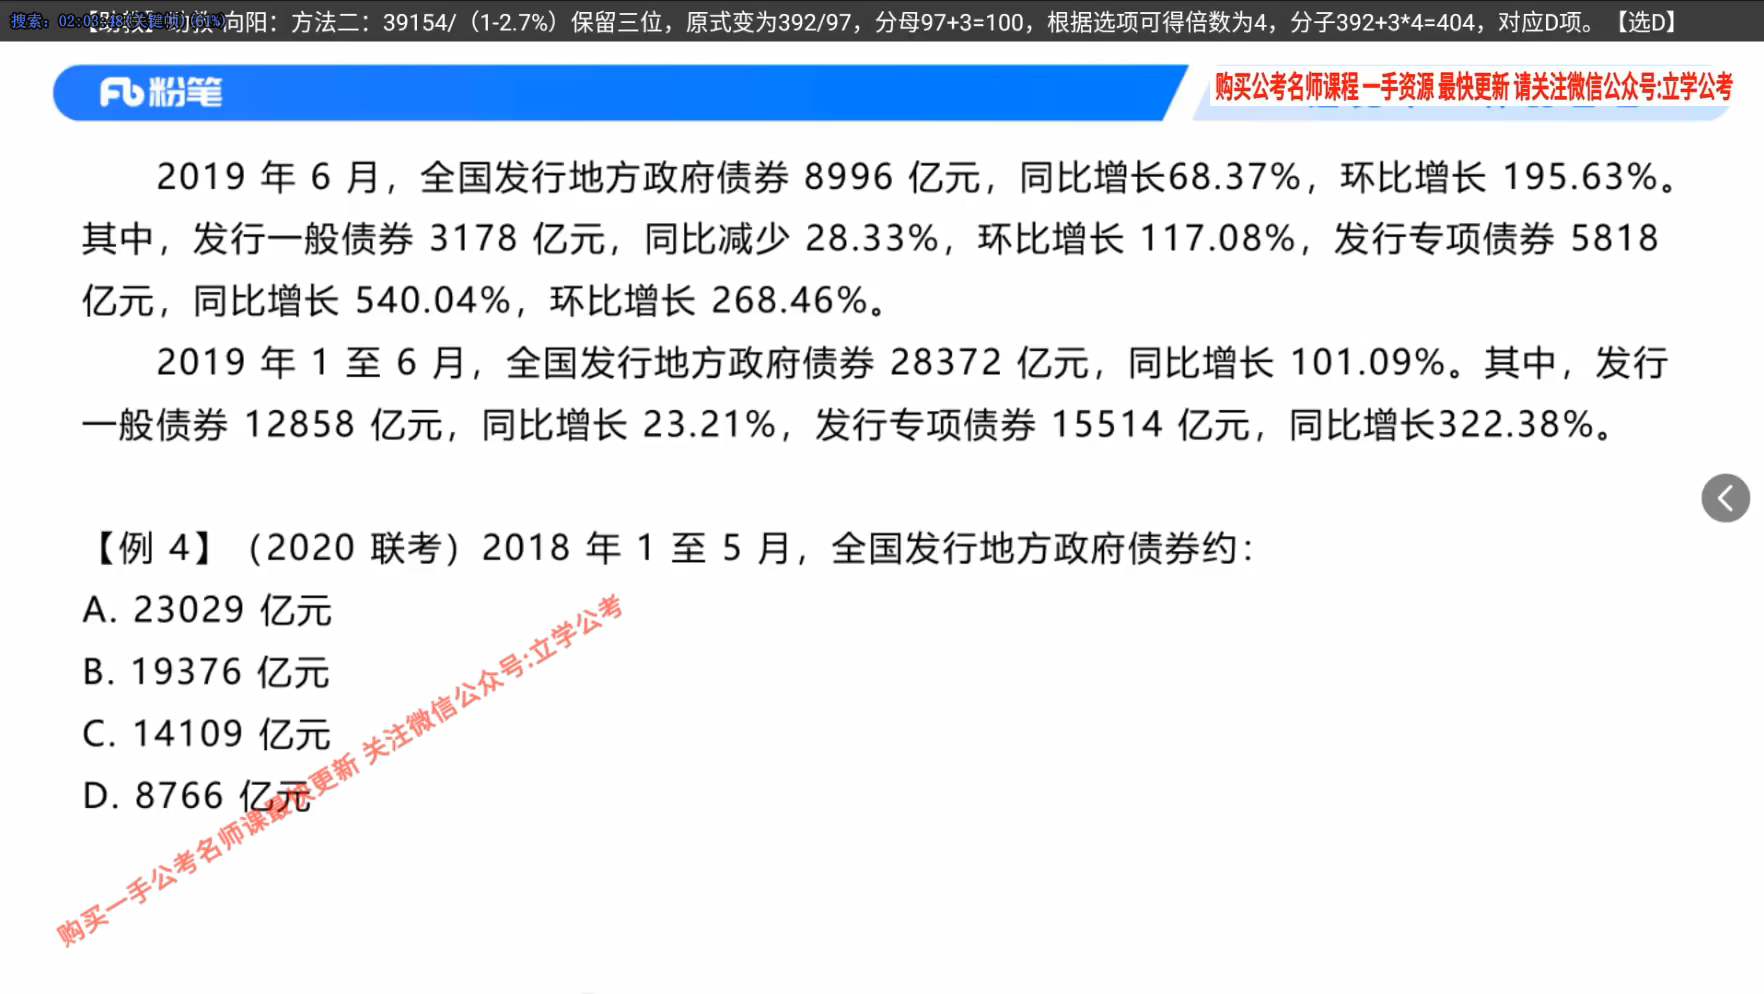 搜索：02:03:48(关键帧)(61%)
【助教】助教-向阳：方法二：39154/（1-2.7%）保留三位，原式变为392/97，分母97+3=100，根据选项可得倍数为4，分子392+3*4=404，对应D项。【选D】
粉笔
购买公考名师课程 一手资源 最快更新 请关注微信公众号:立学公考
2019 年 6 月，全国发行地方政府债券 8996 亿元，同比增长68.37%，环比增长 195.63%。
其中，发行一般债券 3178 亿元，同比减少 28.33%，环比增长 117.08%，发行专项债券 5818
亿元，同比增长 540.04%，环比增长 268.46%。
2019 年 1 至 6 月，全国发行地方政府债券 28372 亿元，同比增长 101.09%。其中，发行
一般债券 12858 亿元，同比增长 23.21%，发行专项债券 15514 亿元，同比增长322.38%。
【例 4】（2020 联考）2018 年 1 至 5 月，全国发行地方政府债券约：
A. 23029 亿元
B. 19376 亿元
C. 14109 亿元
D. 8766 亿元
购买一手公考名师课最快更新 关注微信公众号:立学公考